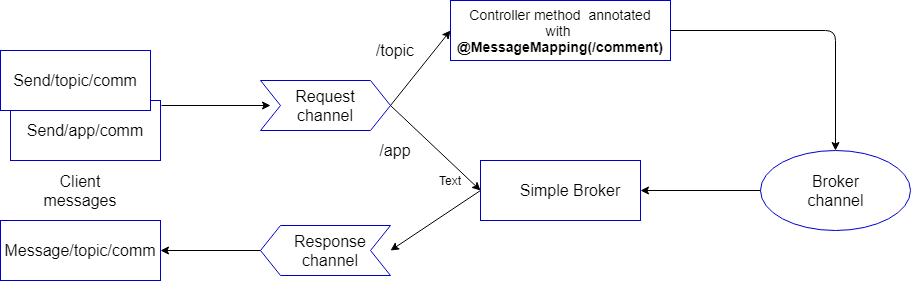 Controller method annotated
with
@MessageMapping(/comment)
/topic
Send/topic/comm
Send/app/comm
Request
channel
/app
Text
Client
messages
Simple Broker
Broker
channel
Message/topic/comm
Response
channel